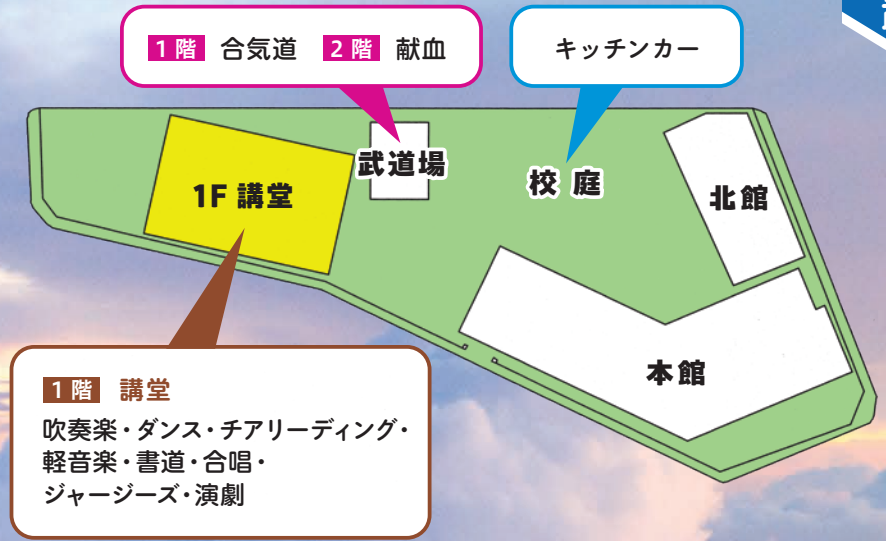 1階 合気道 2階 献血
キッチンカー
武道場
1F 講堂
校庭
北館
本館
1階 講堂
吹奏楽・ダンス・チアリーディング・
軽音楽・書道・合唱・
ジャージーズ・演劇